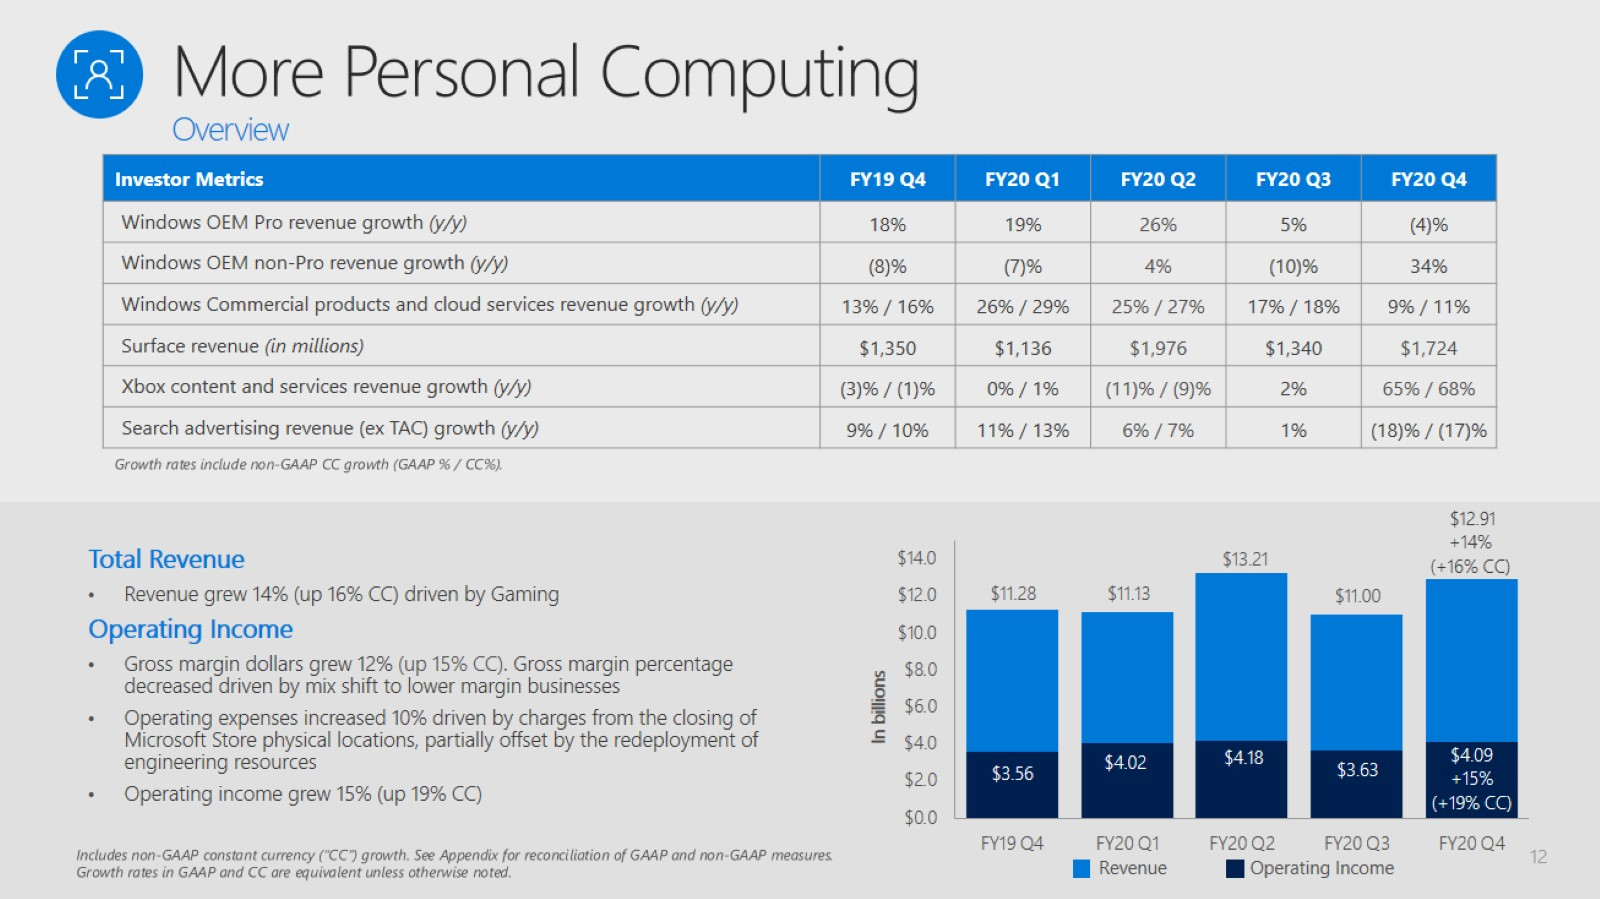 More Personal Computing
Overview
Investor Metrics FY19 Q4 FY20 Q1 FY20 Q2 FY20 Q3 FY20 Q4
Windows OEM Pro revenue growth (y/y) 18% 19% 26% 5% (4)%
Windows OEM non-Pro revenue growth (y/y) (8)% (7)% 4% (10)% 34%
Windows Commercial products and cloud services revenue growth (y/y) 13% / 16% 26% / 29% 25% / 27% 17% / 18% 9% / 11%
Surface revenue (in millions) $1,350 $1,136 $1,976 $1,340 $1,724
Xbox content and services revenue growth (y/y) (3)% / (1)% 0% / 1% (11)% / (9)% 2% 65% / 68%
Search advertising revenue (ex TAC) growth (y/y) 9% / 10% 11% / 13% 6% / 7% 1% (18)% / (17)%
Growth rates include non-GAAP CC growth (GAAP % / CC%).
Total Revenue
• Revenue grew 14% (up 16% CC) driven by Gaming
Operating Income
• Gross margin dollars grew 12% (up 15% CC). Gross margin percentage
decreased driven by mix shift to lower margin businesses
• Operating expenses increased 10% driven by charges from the closing of
Microsoft Store physical locations, partially offset by the redeployment of
engineering resources
• Operating income grew 15% (up 19% CC)
Includes non-GAAP constant currency ("CC") growth. See Appendix for reconciliation of GAAP and non-GAAP measures.
Growth rates in GAAP and CC are equivalent unless otherwise noted.
In billions
$14.0
$12.0
$10.0
$8.0
$6.0
$4.0
$2.0
$0.0
$11.28
$11.13
$13.21
$11.00
$12.91
+14%
(+16% CC)
$3.56
$4.02
$4.18
$3.63
$4.09
+15%
(+19% CC)
FY19 Q4 FY20 Q1 FY20 Q2 FY20 Q3 FY20 Q4
Revenue Operating Income
12